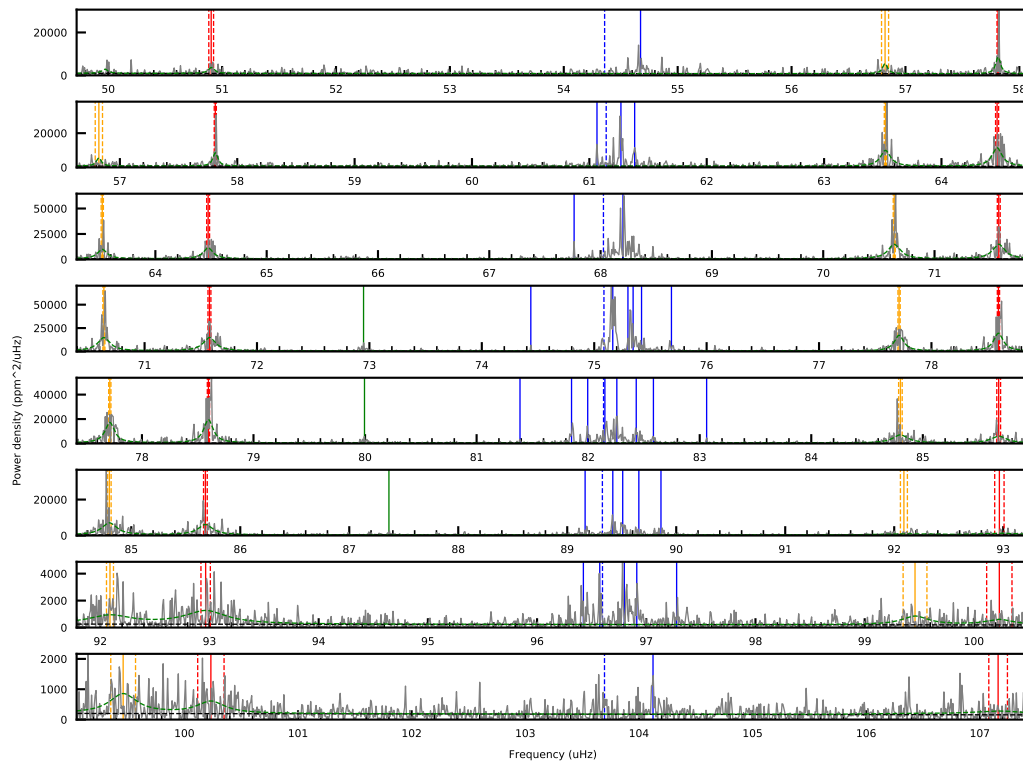 20000
0
50 51 52 53 54 55 56 57 58
20000
0
57 58 59 60 61 62 63 64
50000
25000
0
64 65 66 67 68 69 70 71
50000
25000
0
71 72 73 74 75 76 77 78
40000
20000
0
78 79 80 81 82 83 84 85
20000
0
85 86 87 88 89 90 91 92 93
4000
2000
0
92 93 94 95 96 97 98 99 100
2000
1000
0
100 101 102 103 104 105 106 107
Power density (ppm^2/uHz)
Frequency (uHz)